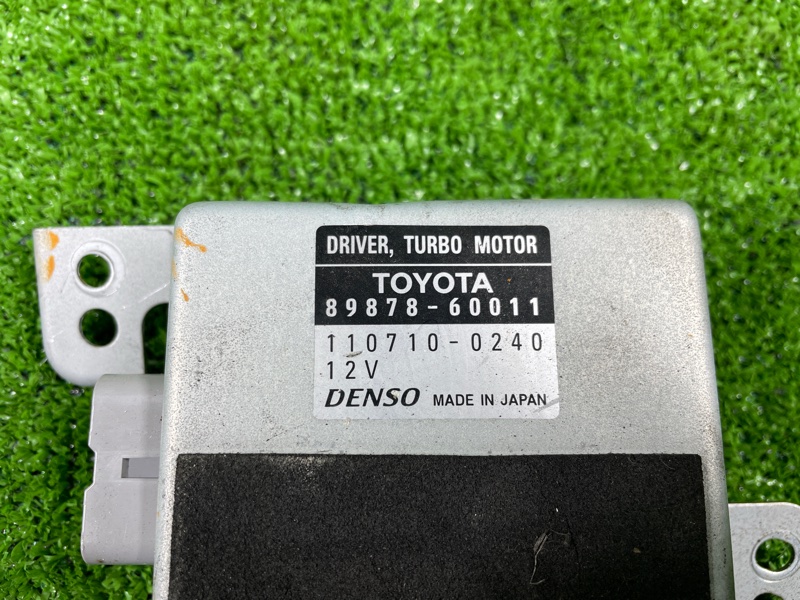 DRIVER, TURBO MOTOR
TOYOTA
89878-60011
110710-0240
12V
DENSO MADE IN JAPAN